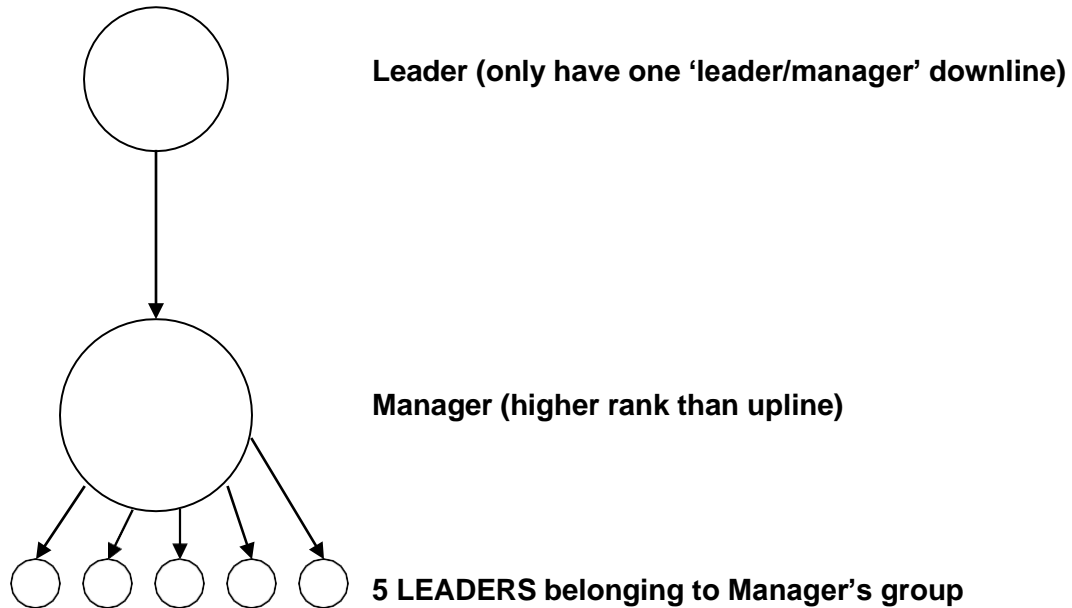 Leader (only have one ‘leader/manager’ downline)
Manager (higher rank than upline)
5 LEADERS belonging to Manager’s group